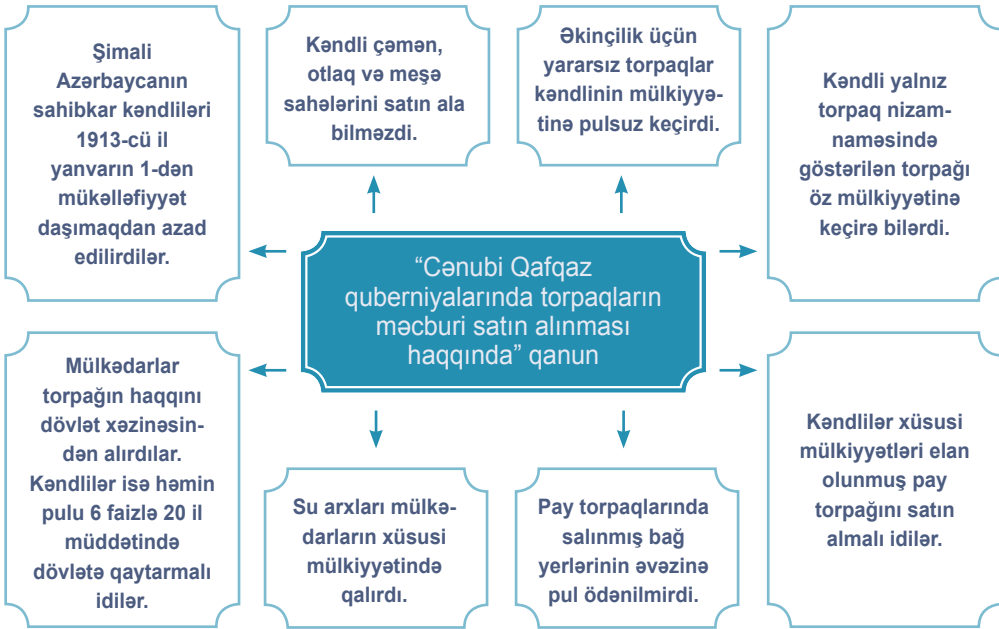 Şimali
Azərbaycanın
sahibkar kəndliləri
1913-cü il
yanvarın 1-dən
mükəlləfiyyət
daşımaqdan azad
edilirdilər.
Kəndli çəmən,
otlaq və meşə
sahələrini satın ala
bilməzdi.
Əkinçilik üçün
yararsız torpaqlar
kəndlinin mülkiyyə-
tinə pulsuz keçirdi.
Kəndli yalnız
torpaq nizam-
naməsində
göstərilən torpağı
öz mülkiyyətinə
keçirə bilərdi.
“Cənubi Qafqaz
quberniyalarında torpaqların
məcburi satın alınması
haqqında” qanun
Mülkədarlar
torpağın haqqını
dövlət xəzinəsin-
dən alırdılar.
Kəndlilər isə həmin
pulu 6 faizlə 20 il
müddətində
dövlətə qaytarmalı
idilər.
Su arxları mülkə-
darların xüsusi
mülkiyyətində
qalırdı.
Pay torpaqlarında
salınmış bağ
yerlərinin əvəzinə
pul ödənilmirdi.
Kəndlilər xüsusi
mülkiyyətləri elan
olunmuş pay
torpağını satın
almalı idilər.